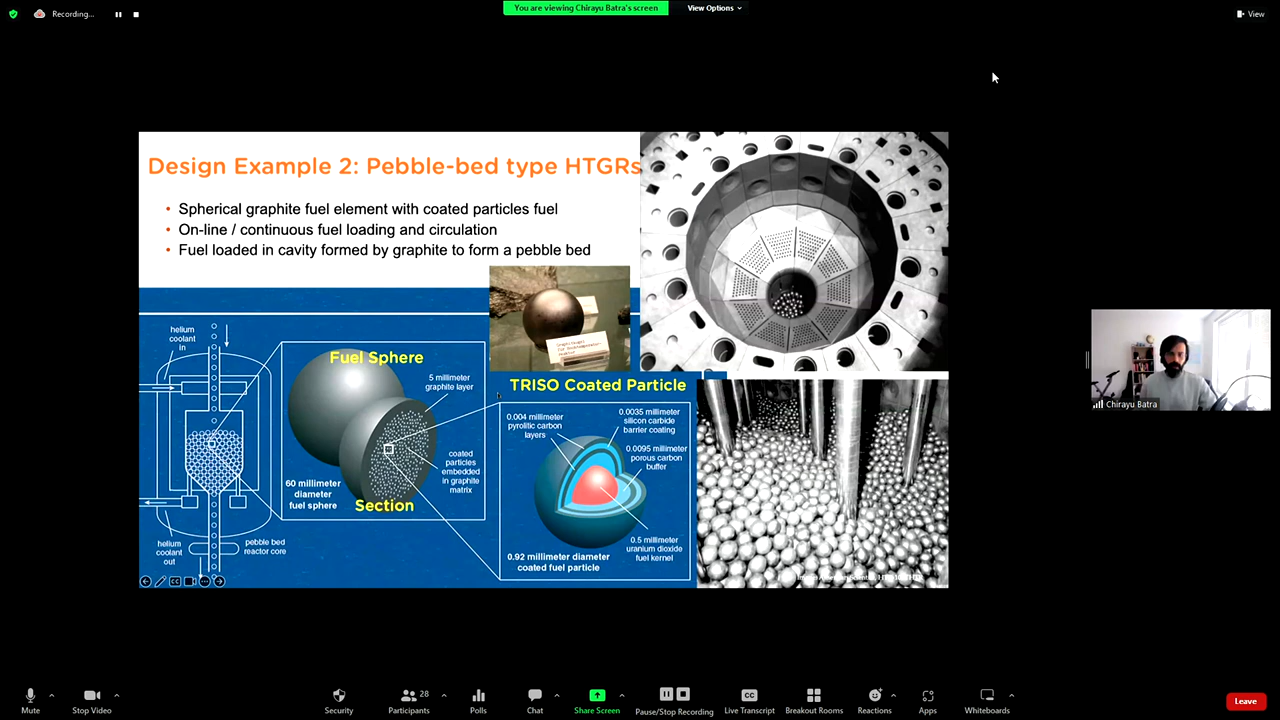 Recording...
You are viewing Chirayu Batra's screen
View Options
View
Design Example 2: Pebble-bed type HTGRs
• Spherical graphite fuel element with coated particles fuel
• On-line / continuous fuel loading and circulation
• Fuel loaded in cavity formed by graphite to form a pebble bed
helium
coolant
in
Fuel Sphere
5 millimeter
graphite layer
coated
particles
embedded
in graphite
matrix
60 millimeter
diameter
fuel sphere
Section
helium
coolant
out
pebble bed
reactor core
TRISO Coated Particle
0.004 millimeter
pyrolitic carbon
layers
0.0035 millimeter
silicon carbide
barrier coating
0.0095 millimeter
porous carbon
buffer
0.5 millimeter
uranium dioxide
fuel kernel
0.92 millimeter diameter
coated fuel particle
Chirayu Batra
Mute
Stop Video
Security
Participants
28
Polls
Chat
Share Screen
Pause/Stop Recording
CC
Live Transcript
Breakout Rooms
Reactions
Apps
Whiteboards
Leave